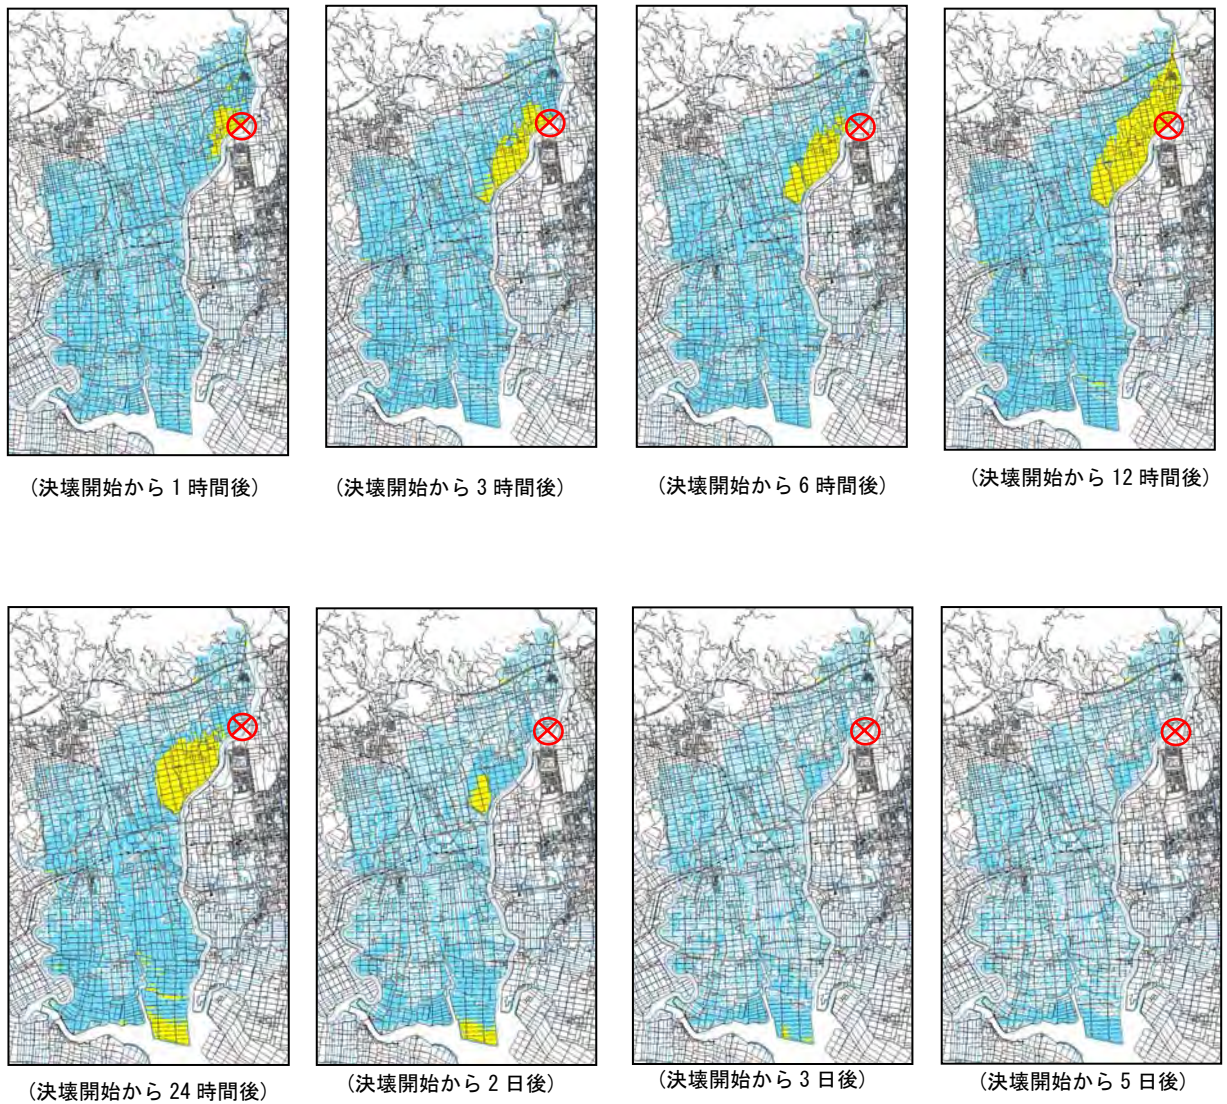 (決壊開始から 1 時間後)
(決壊開始から 3 時間後)
(決壊開始から 6 時間後)
(決壊開始から 12 時間後)
(決壊開始から 24 時間後)
(決壊開始から 2 日後)
(決壊開始から 3 日後)
(決壊開始から 5 日後)